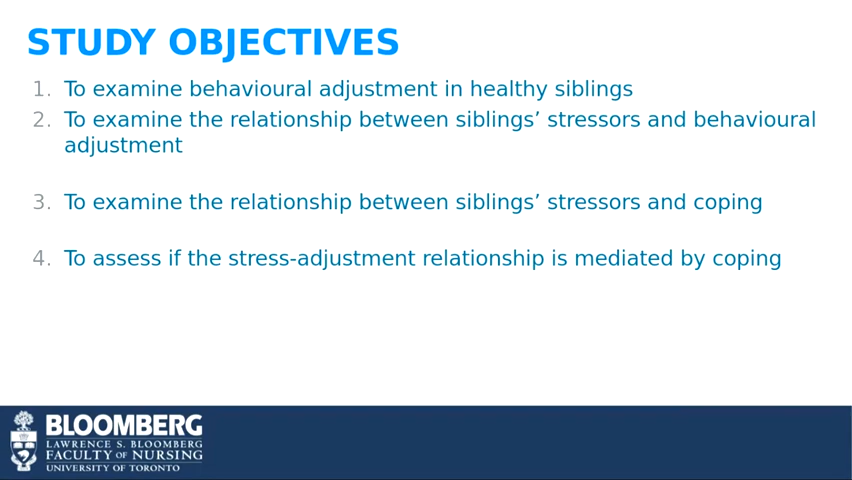 STUDY OBJECTIVES
1. To examine behavioural adjustment in healthy siblings
2. To examine the relationship between siblings’ stressors and behavioural
adjustment
3. To examine the relationship between siblings’ stressors and coping
4. To assess if the stress-adjustment relationship is mediated by coping
BLOOMBERG
LAWRENCE S. BLOOMBERG
FACULTY OF NURSING
UNIVERSITY OF TORONTO